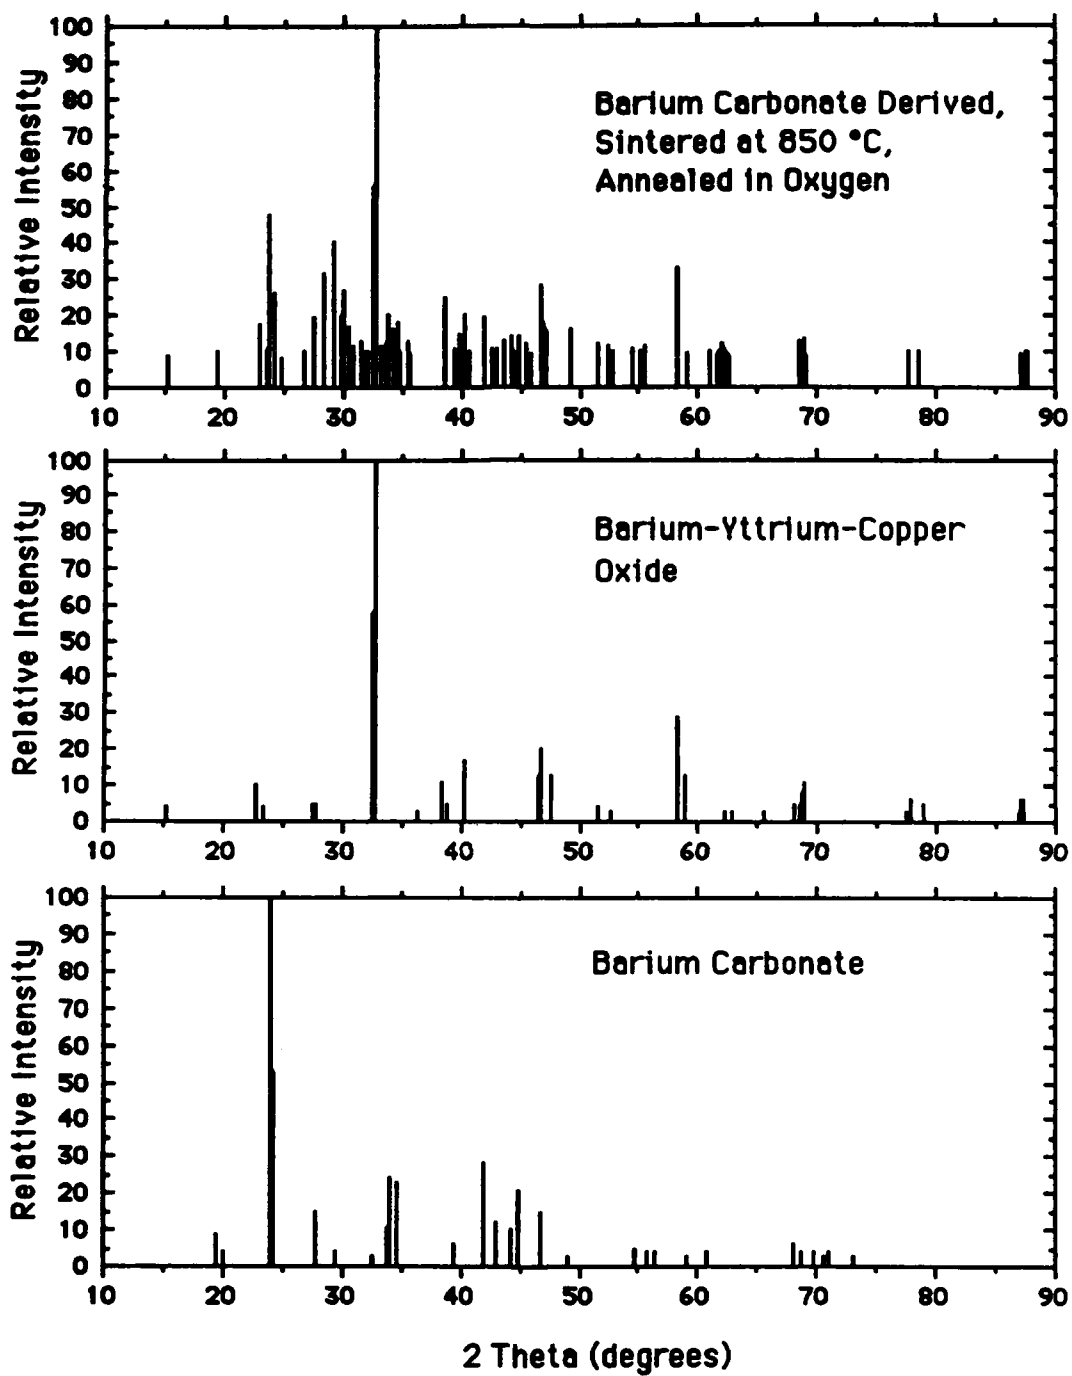 100
90
80
70
60
50
40
30
20
10
0
Relative Intensity
Barium Carbonate Derived,
Sintered at 850 °C,
Annealed in Oxygen
10 20 30 40 50 60 70 80 90
100
90
80
70
60
50
40
30
20
10
0
Relative Intensity
Barium-Yttrium-Copper
Oxide
10 20 30 40 50 60 70 80 90
100
90
80
70
60
50
40
30
20
10
0
Relative Intensity
Barium Carbonate
10 20 30 40 50 60 70 80 90
2 Theta (degrees)